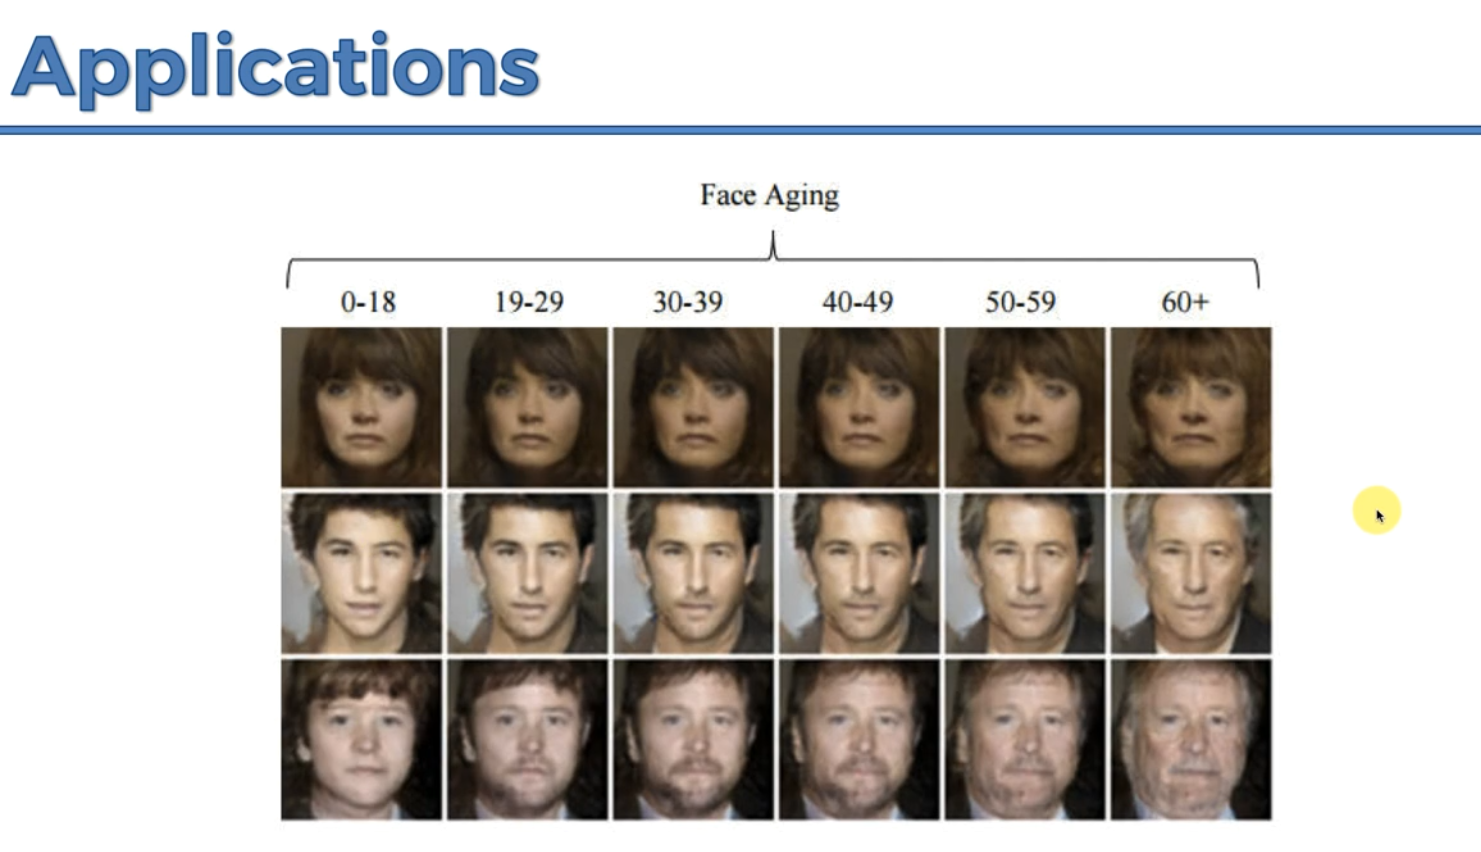 Applications
Face Aging
0-18 19-29 30-39 40-49 50-59 60+